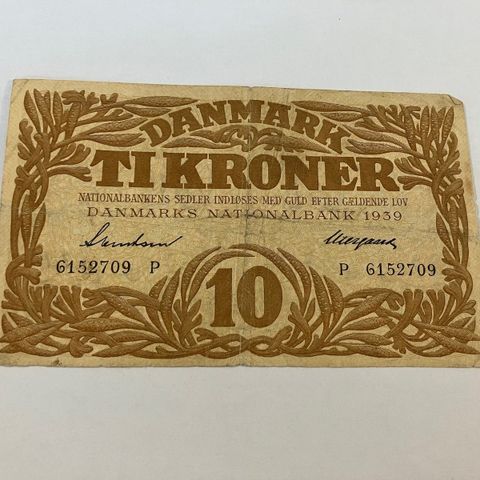 DANMARK
TI KRONER
NATIONALBANKENS SEDLER INDLØSES MED GULD EFTER GÆLDENDE LOV
DANMARKS NATIONALBANK 1939
6152709 P P 6152709
10